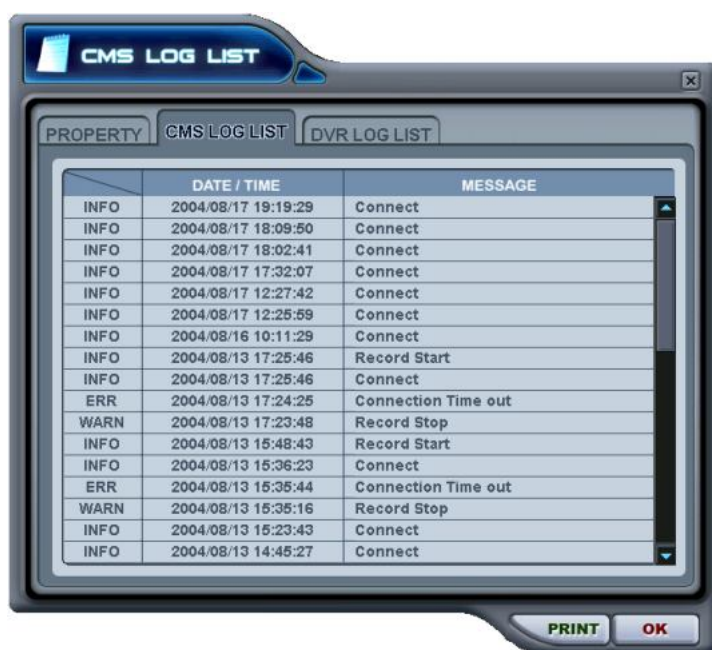 CMS LOG LIST
PROPERTY CMS LOG LIST DVR LOG LIST
DATE / TIME MESSAGE
INFO 2004/08/17 19:19:29 Connect
INFO 2004/08/17 18:09:50 Connect
INFO 2004/08/17 18:02:41 Connect
INFO 2004/08/17 17:32:07 Connect
INFO 2004/08/17 12:27:42 Connect
INFO 2004/08/17 12:25:59 Connect
INFO 2004/08/16 10:11:29 Connect
INFO 2004/08/13 17:25:46 Record Start
INFO 2004/08/13 17:25:46 Connect
ERR 2004/08/13 17:24:25 Connection Time out
WARN 2004/08/13 17:23:48 Record Stop
INFO 2004/08/13 15:48:43 Record Start
INFO 2004/08/13 15:36:23 Connect
ERR 2004/08/13 15:35:44 Connection Time out
WARN 2004/08/13 15:35:16 Record Stop
INFO 2004/08/13 15:23:43 Connect
INFO 2004/08/13 14:45:27 Connect
PRINT OK